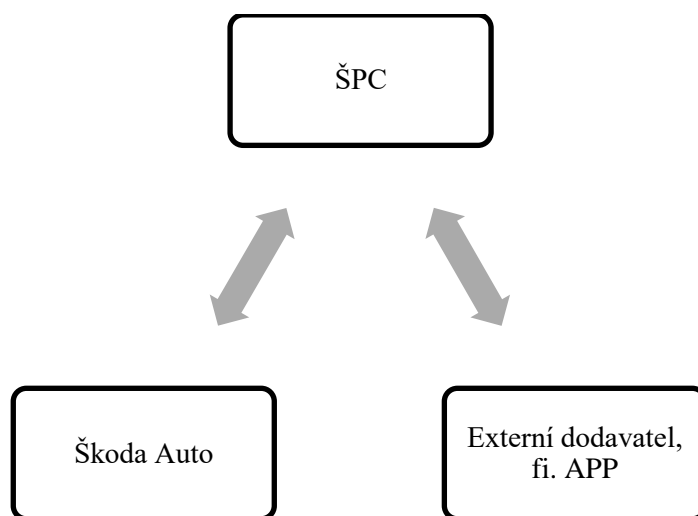 ŠPC
Škoda Auto
Externí dodavatel,
fi. APP